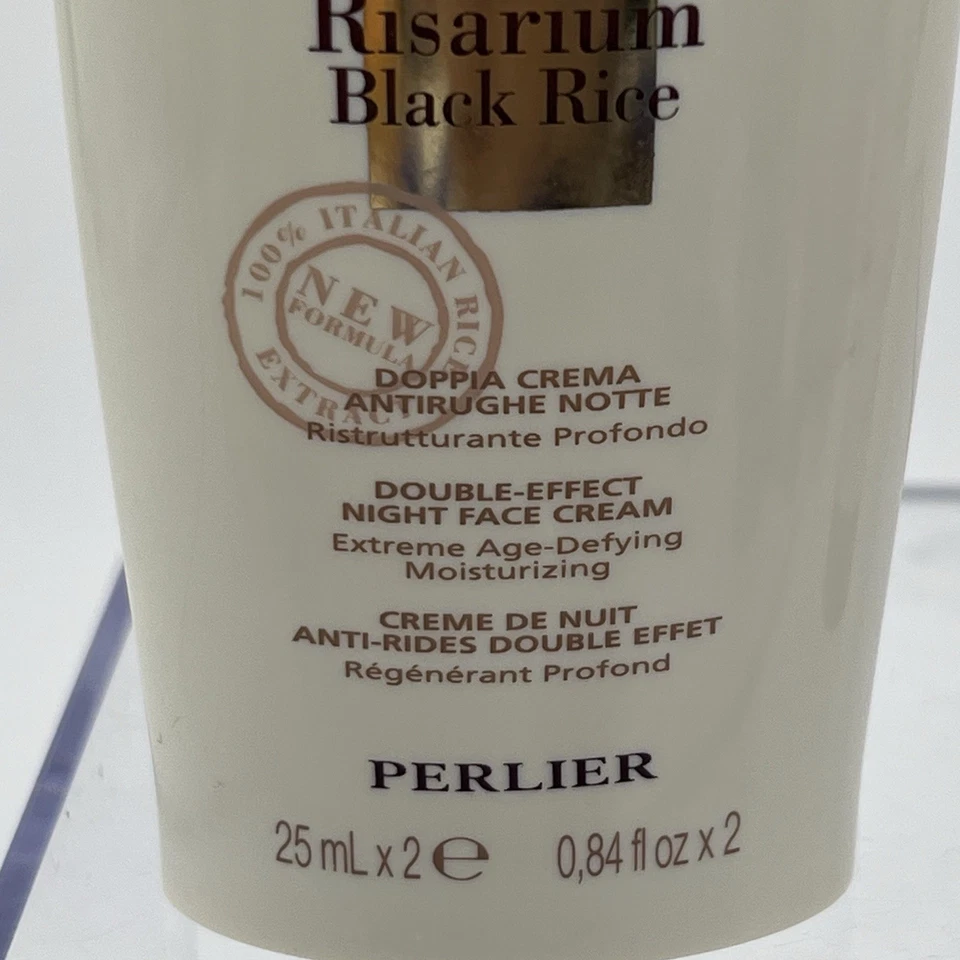 Risarium
Black Rice
100% ITALIAN RICE EXTRACT
NEW
FORMULA
DOPPIA CREMA
ANTIRUGHE NOTTE
Ristrutturante Profondo
DOUBLE-EFFECT
NIGHT FACE CREAM
Extreme Age-Defying
Moisturizing
CREME DE NUIT
ANTI-RIDES DOUBLE EFFET
Régénérant Profond
PERLIER
25 mL x 2 ℮ 0,84 fl oz x 2